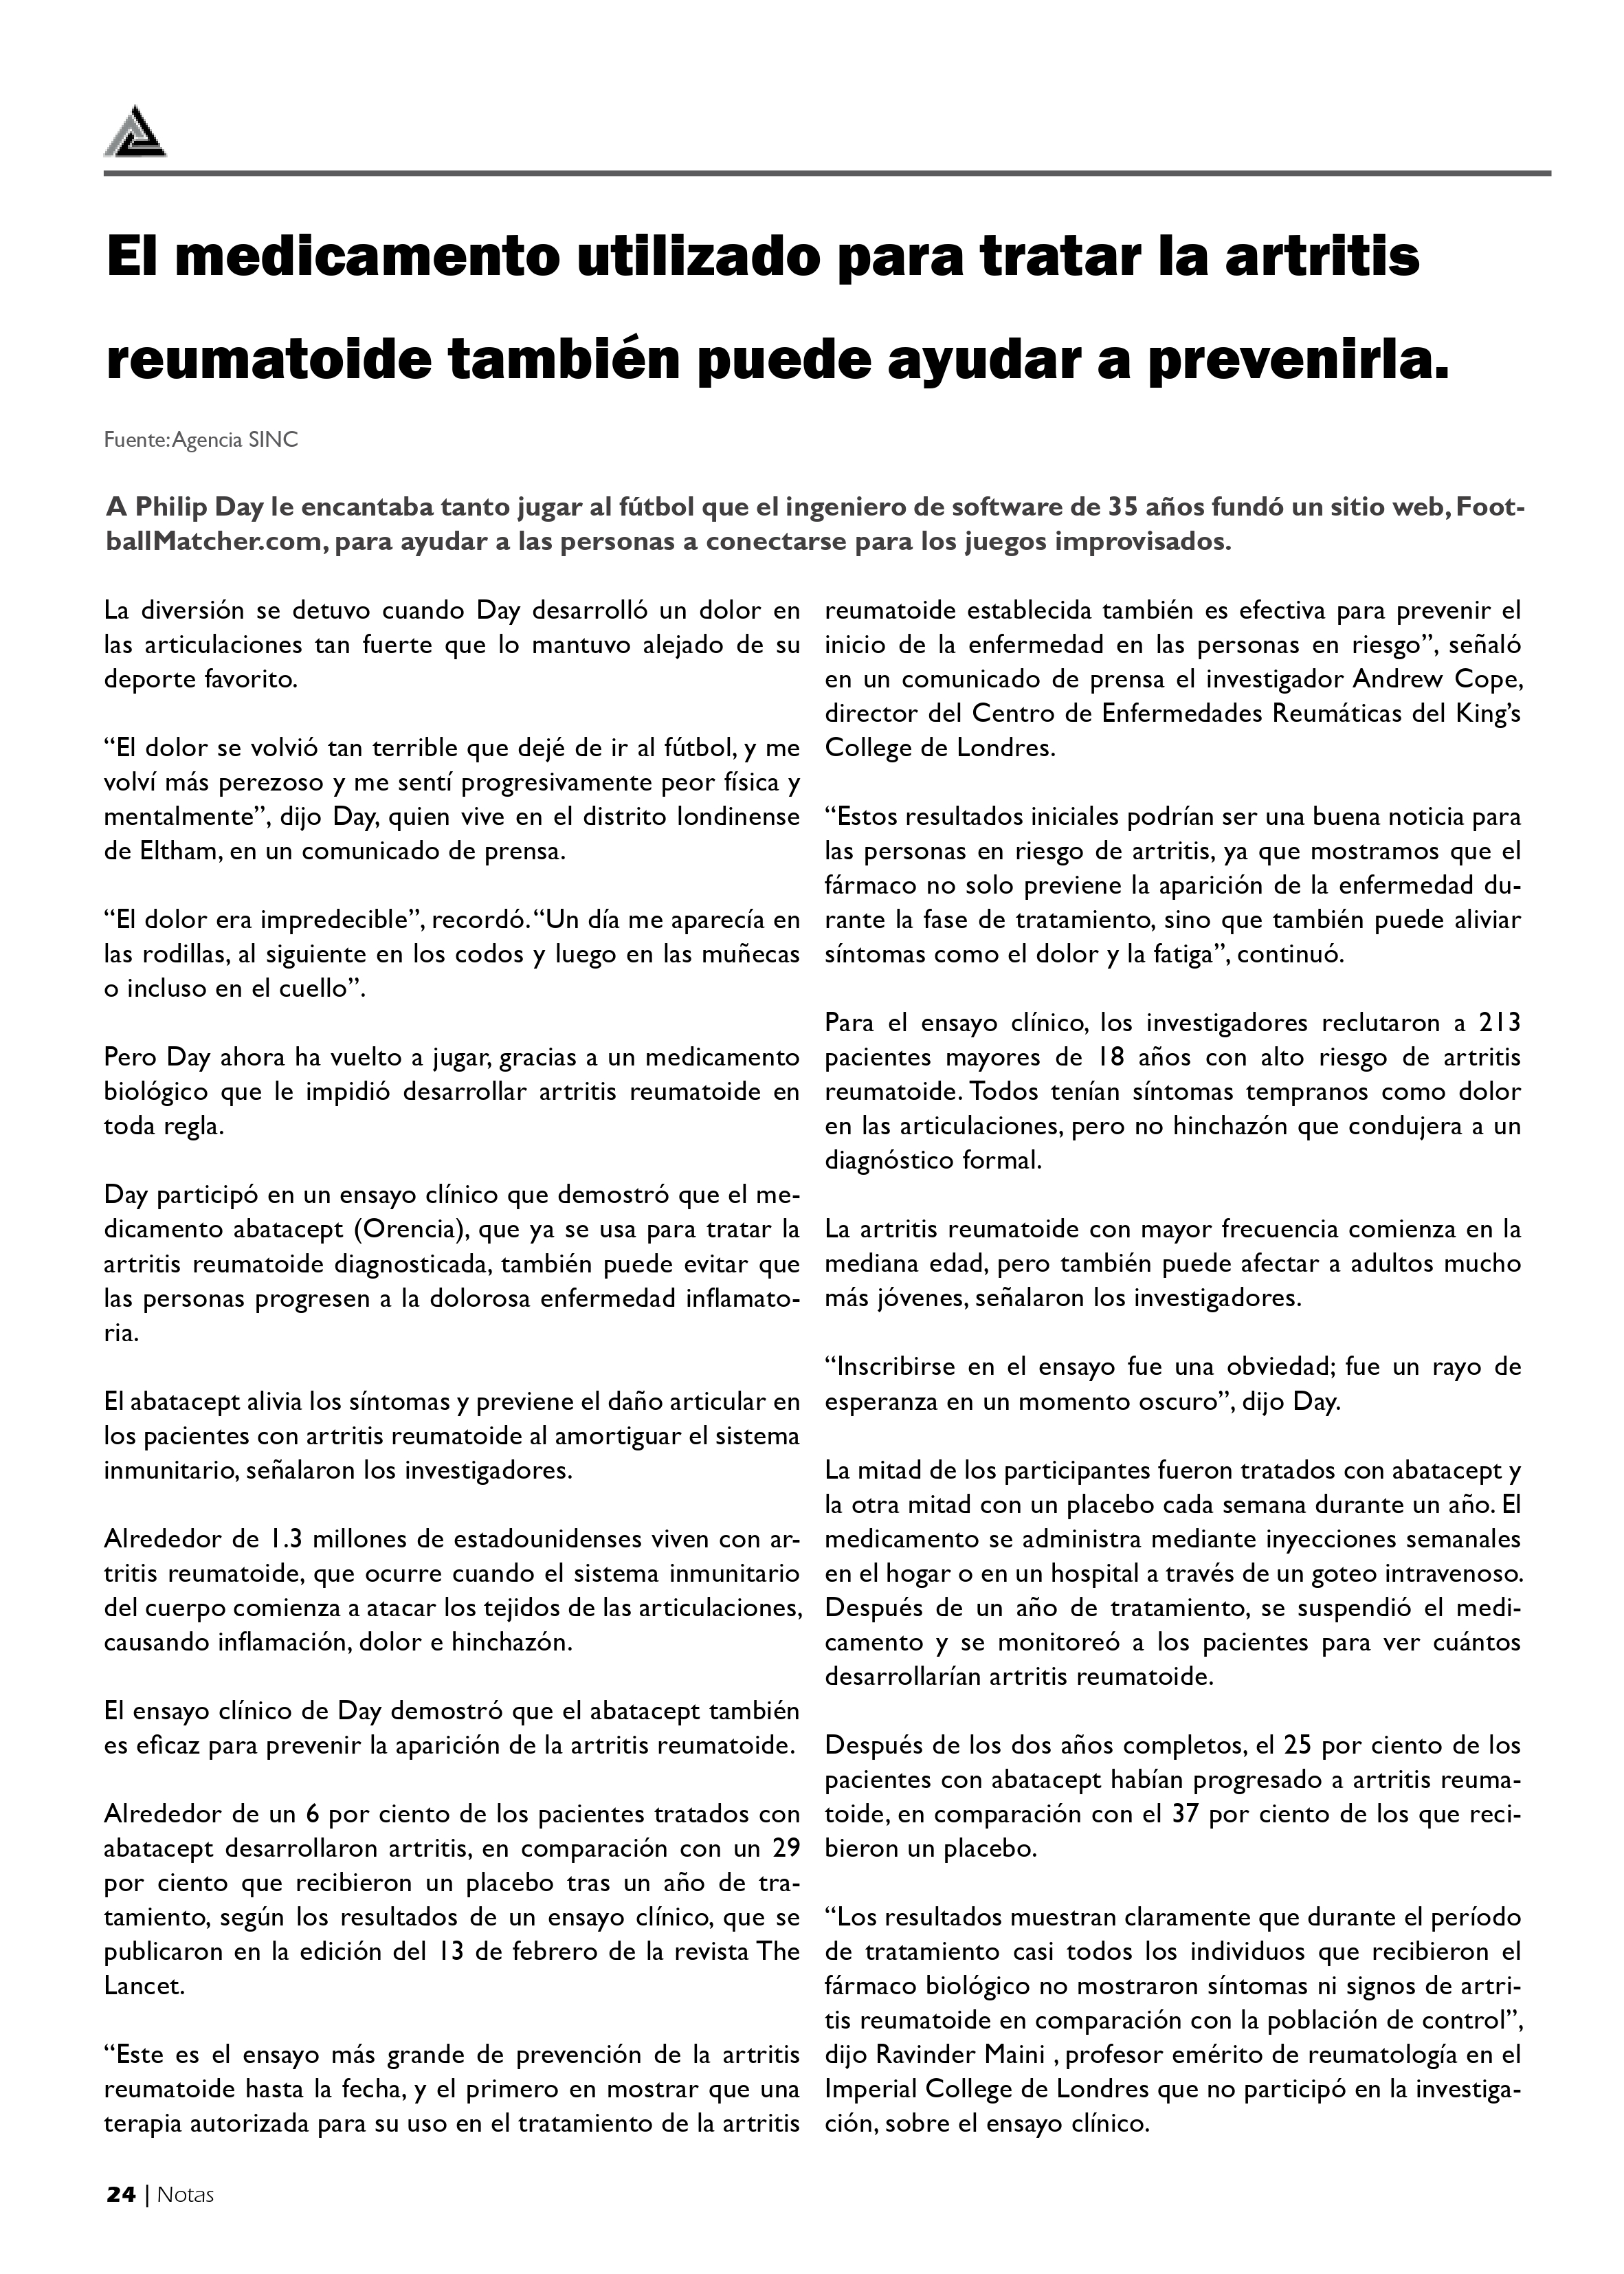 El medicamento utilizado para tratar la artritis
reumatoide también puede ayudar a prevenirla.
Fuente: Agencia SINC
A Philip Day le encantaba tanto jugar al fútbol que el ingeniero de software de 35 años fundó un sitio web, Foot-
ballMatcher.com, para ayudar a las personas a conectarse para los juegos improvisados.
La diversión se detuvo cuando Day desarrolló un dolor en
las articulaciones tan fuerte que lo mantuvo alejado de su
deporte favorito.
“El dolor se volvió tan terrible que dejé de ir al fútbol, y me
volví más perezoso y me sentí progresivamente peor física y
mentalmente”, dijo Day, quien vive en el distrito londinense
de Eltham, en un comunicado de prensa.
“El dolor era impredecible”, recordó. “Un día me aparecía en
las rodillas, al siguiente en los codos y luego en las muñecas
o incluso en el cuello”.
Pero Day ahora ha vuelto a jugar, gracias a un medicamento
biológico que le impidió desarrollar artritis reumatoide en
toda regla.
Day participó en un ensayo clínico que demostró que el me-
dicamento abatacept (Orencia), que ya se usa para tratar la
artritis reumatoide diagnosticada, también puede evitar que
las personas progresen a la dolorosa enfermedad inflamato-
ria.
El abatacept alivia los síntomas y previene el daño articular en
los pacientes con artritis reumatoide al amortiguar el sistema
inmunitario, señalaron los investigadores.
Alrededor de 1.3 millones de estadounidenses viven con ar-
tritis reumatoide, que ocurre cuando el sistema inmunitario
del cuerpo comienza a atacar los tejidos de las articulaciones,
causando inflamación, dolor e hinchazón.
El ensayo clínico de Day demostró que el abatacept también
es eficaz para prevenir la aparición de la artritis reumatoide.
Alrededor de un 6 por ciento de los pacientes tratados con
abatacept desarrollaron artritis, en comparación con un 29
por ciento que recibieron un placebo tras un año de tra-
tamiento, según los resultados de un ensayo clínico, que se
publicaron en la edición del 13 de febrero de la revista The
Lancet.
“Este es el ensayo más grande de prevención de la artritis
reumatoide hasta la fecha, y el primero en mostrar que una
terapia autorizada para su uso en el tratamiento de la artritis
reumatoide establecida también es efectiva para prevenir el
inicio de la enfermedad en las personas en riesgo”, señaló
en un comunicado de prensa el investigador Andrew Cope,
director del Centro de Enfermedades Reumáticas del King’s
College de Londres.
“Estos resultados iniciales podrían ser una buena noticia para
las personas en riesgo de artritis, ya que mostramos que el
fármaco no solo previene la aparición de la enfermedad du-
rante la fase de tratamiento, sino que también puede aliviar
síntomas como el dolor y la fatiga”, continuó.
Para el ensayo clínico, los investigadores reclutaron a 213
pacientes mayores de 18 años con alto riesgo de artritis
reumatoide. Todos tenían síntomas tempranos como dolor
en las articulaciones, pero no hinchazón que condujera a un
diagnóstico formal.
La artritis reumatoide con mayor frecuencia comienza en la
mediana edad, pero también puede afectar a adultos mucho
más jóvenes, señalaron los investigadores.
“Inscribirse en el ensayo fue una obviedad; fue un rayo de
esperanza en un momento oscuro”, dijo Day.
La mitad de los participantes fueron tratados con abatacept y
la otra mitad con un placebo cada semana durante un año. El
medicamento se administra mediante inyecciones semanales
en el hogar o en un hospital a través de un goteo intravenoso.
Después de un año de tratamiento, se suspendió el medi-
camento y se monitoreó a los pacientes para ver cuántos
desarrollarían artritis reumatoide.
Después de los dos años completos, el 25 por ciento de los
pacientes con abatacept habían progresado a artritis reuma-
toide, en comparación con el 37 por ciento de los que reci-
bieron un placebo.
“Los resultados muestran claramente que durante el período
de tratamiento casi todos los individuos que recibieron el
fármaco biológico no mostraron síntomas ni signos de artri-
tis reumatoide en comparación con la población de control”,
dijo Ravinder Maini , profesor emérito de reumatología en el
Imperial College de Londres que no participó en la investiga-
ción, sobre el ensayo clínico.
24 | Notas